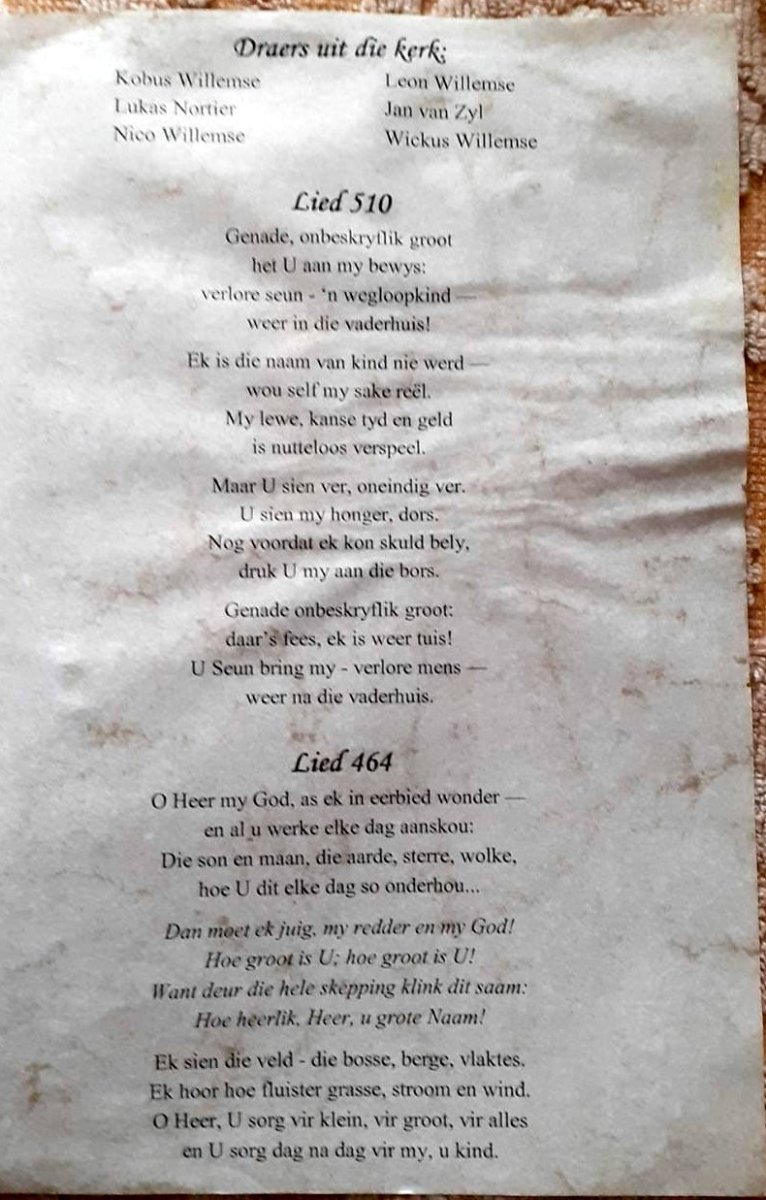 Draers uit die kerk:
Kobus Willemse Leon Willemse
Lukas Nortier Jan van Zyl
Nico Willemse Wickus Willemse
Lied 510
Genade, onbeskryflik groot
het U aan my bewys:
verlore seun - 'n wegloopkind —
weer in die vaderhuis!
Ek is die naam van kind nie werd —
wou self my sake reël.
My lewe, kanse tyd en geld
is nutteloos verspeel.
Maar U sien ver, oneindig ver.
U sien my honger, dors.
Nog voordat ek kon skuld bely,
druk U my aan die bors.
Genade onbeskryflik groot:
daar's fees, ek is weer tuis!
U Seun bring my - verlore mens —
weer na die vaderhuis.
Lied 464
O Heer my God, as ek in eerbied wonder —
en al u werke elke dag aanskou:
Die son en maan, die aarde, sterre, wolke,
hoe U dit elke dag so onderhou...
Dan moet ek juig, my redder en my God!
Hoe groot is U; hoe groot is U!
Want deur die hele skepping klink dit saam:
Hoe heerlik, Heer, u grote Naam!
Ek sien die veld - die bosse, berge, vlaktes.
Ek hoor hoe fluister grasse, stroom en wind.
O Heer, U sorg vir klein, vir groot, vir alles
en U sorg dag na dag vir my, u kind.